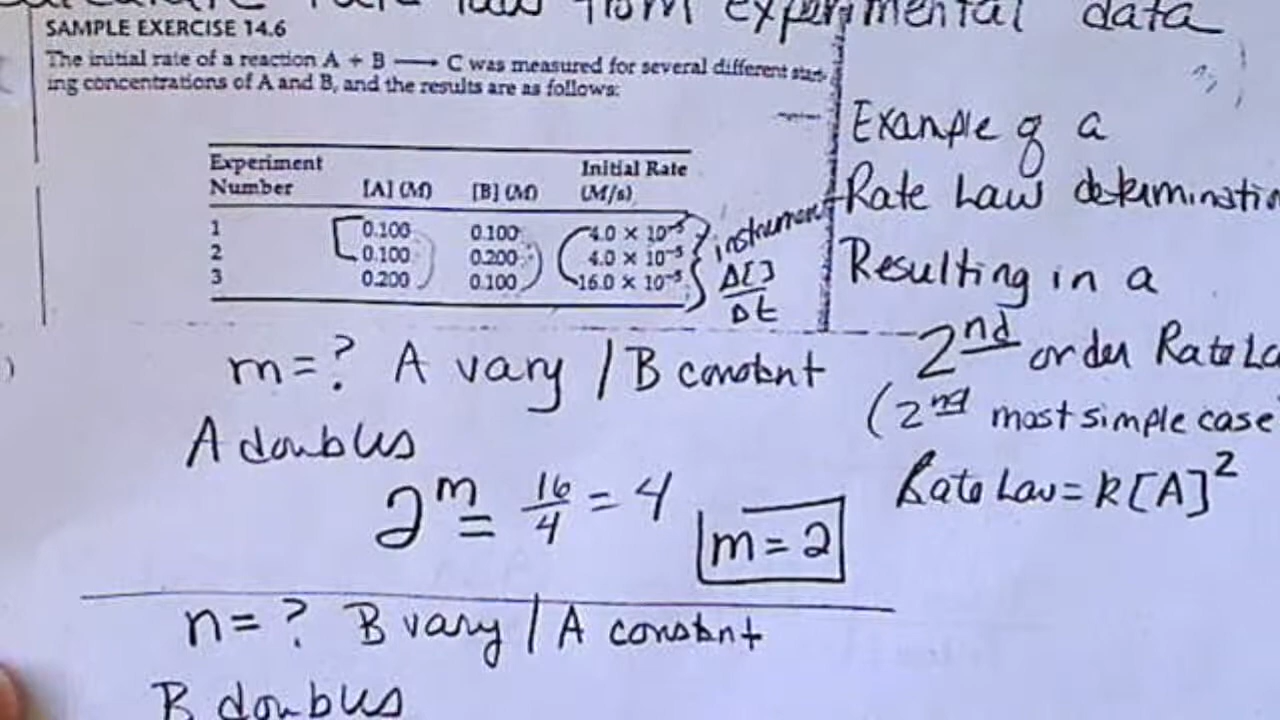 from experimental data
SAMPLE EXERCISE 14.6
The initial rate of a reaction A + B ⟶ C was measured for several different start-
ing concentrations of A and B, and the results are as follows:
Experiment Number [A] (M) [B] (M) Initial Rate (M/s)
1 0.100 0.100 4.0 × 10⁻⁵
2 0.100 0.200 4.0 × 10⁻⁵
3 0.200 0.100 16.0 × 10⁻⁵
instrument
Δ[ ]
Δt
Example of a
Rate Law
Resulting in a
2nd order Rate
(2nd most simple case
Rate Law = k[A]²
m = ? A vary / B constant
A doubles
2ᵐ = 16/4 = 4
m = 2
n = ? B vary / A constant
B doubles